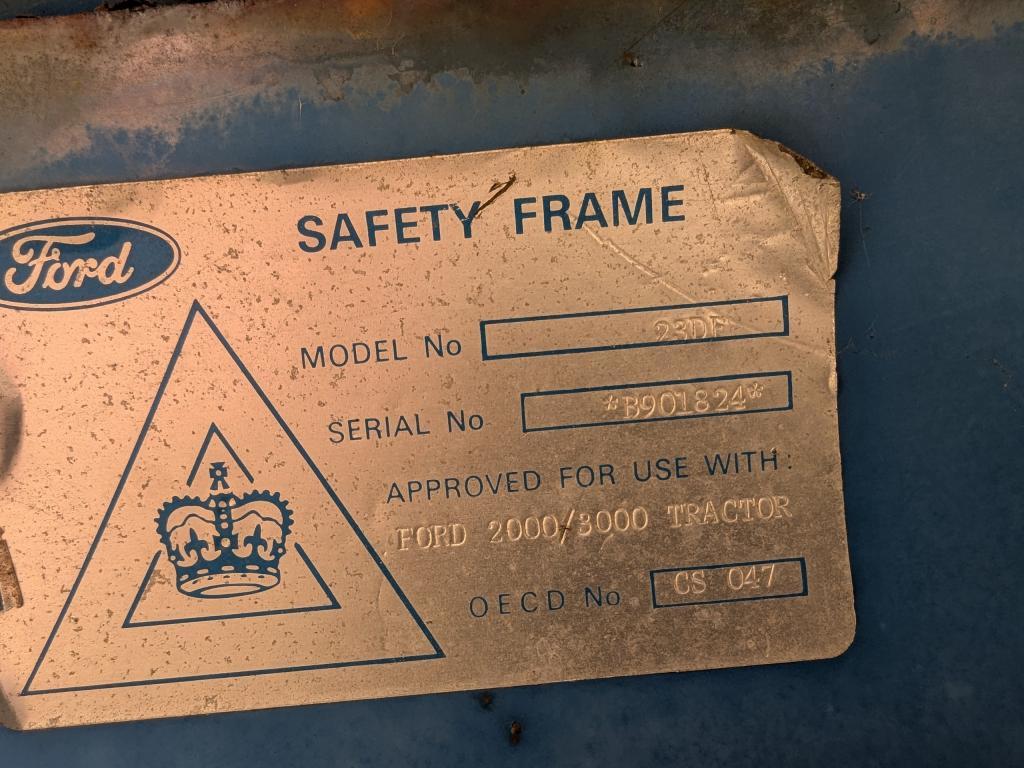 Ford
SAFETY FRAME
MODEL No 23DF
SERIAL No *B901824*
APPROVED FOR USE WITH:
FORD 2000/3000 TRACTOR
OECD No CS 047